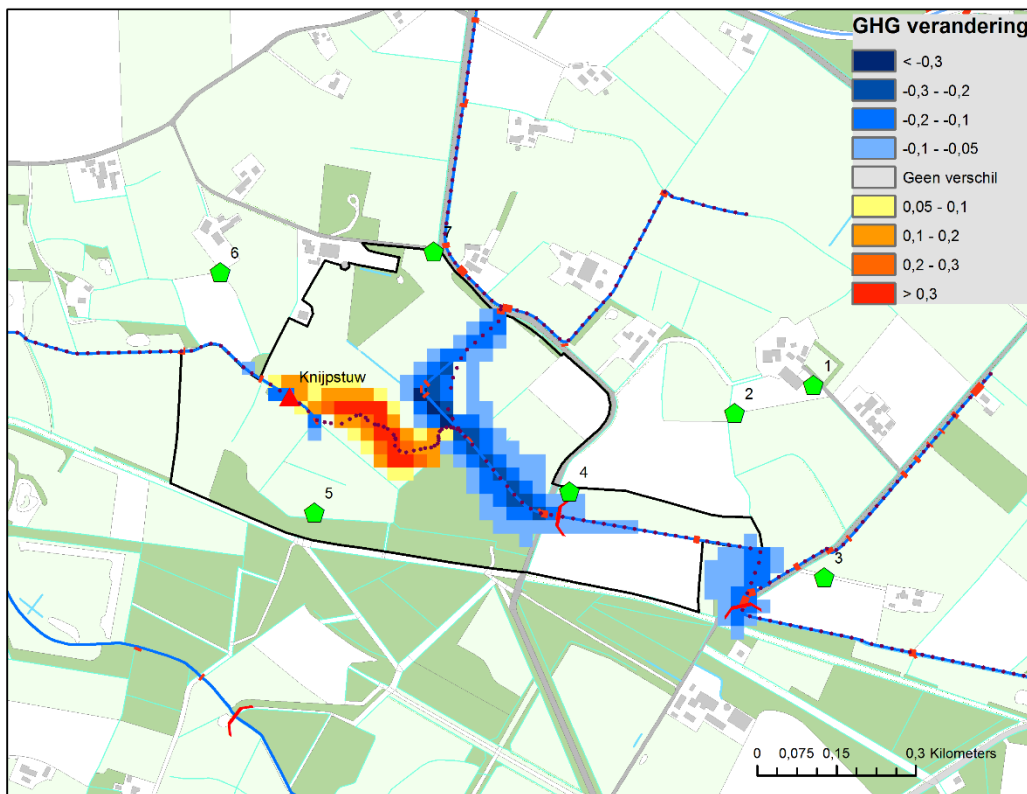 GHG verandering
< -0,3
-0,3 - -0,2
-0,2 - -0,1
-0,1 - -0,05
Geen verschil
0,05 - 0,1
0,1 - 0,2
0,2 - 0,3
> 0,3
7
6
1
Knijpstuw
2
4
5
3
0 0,075 0,15 0,3 Kilometers